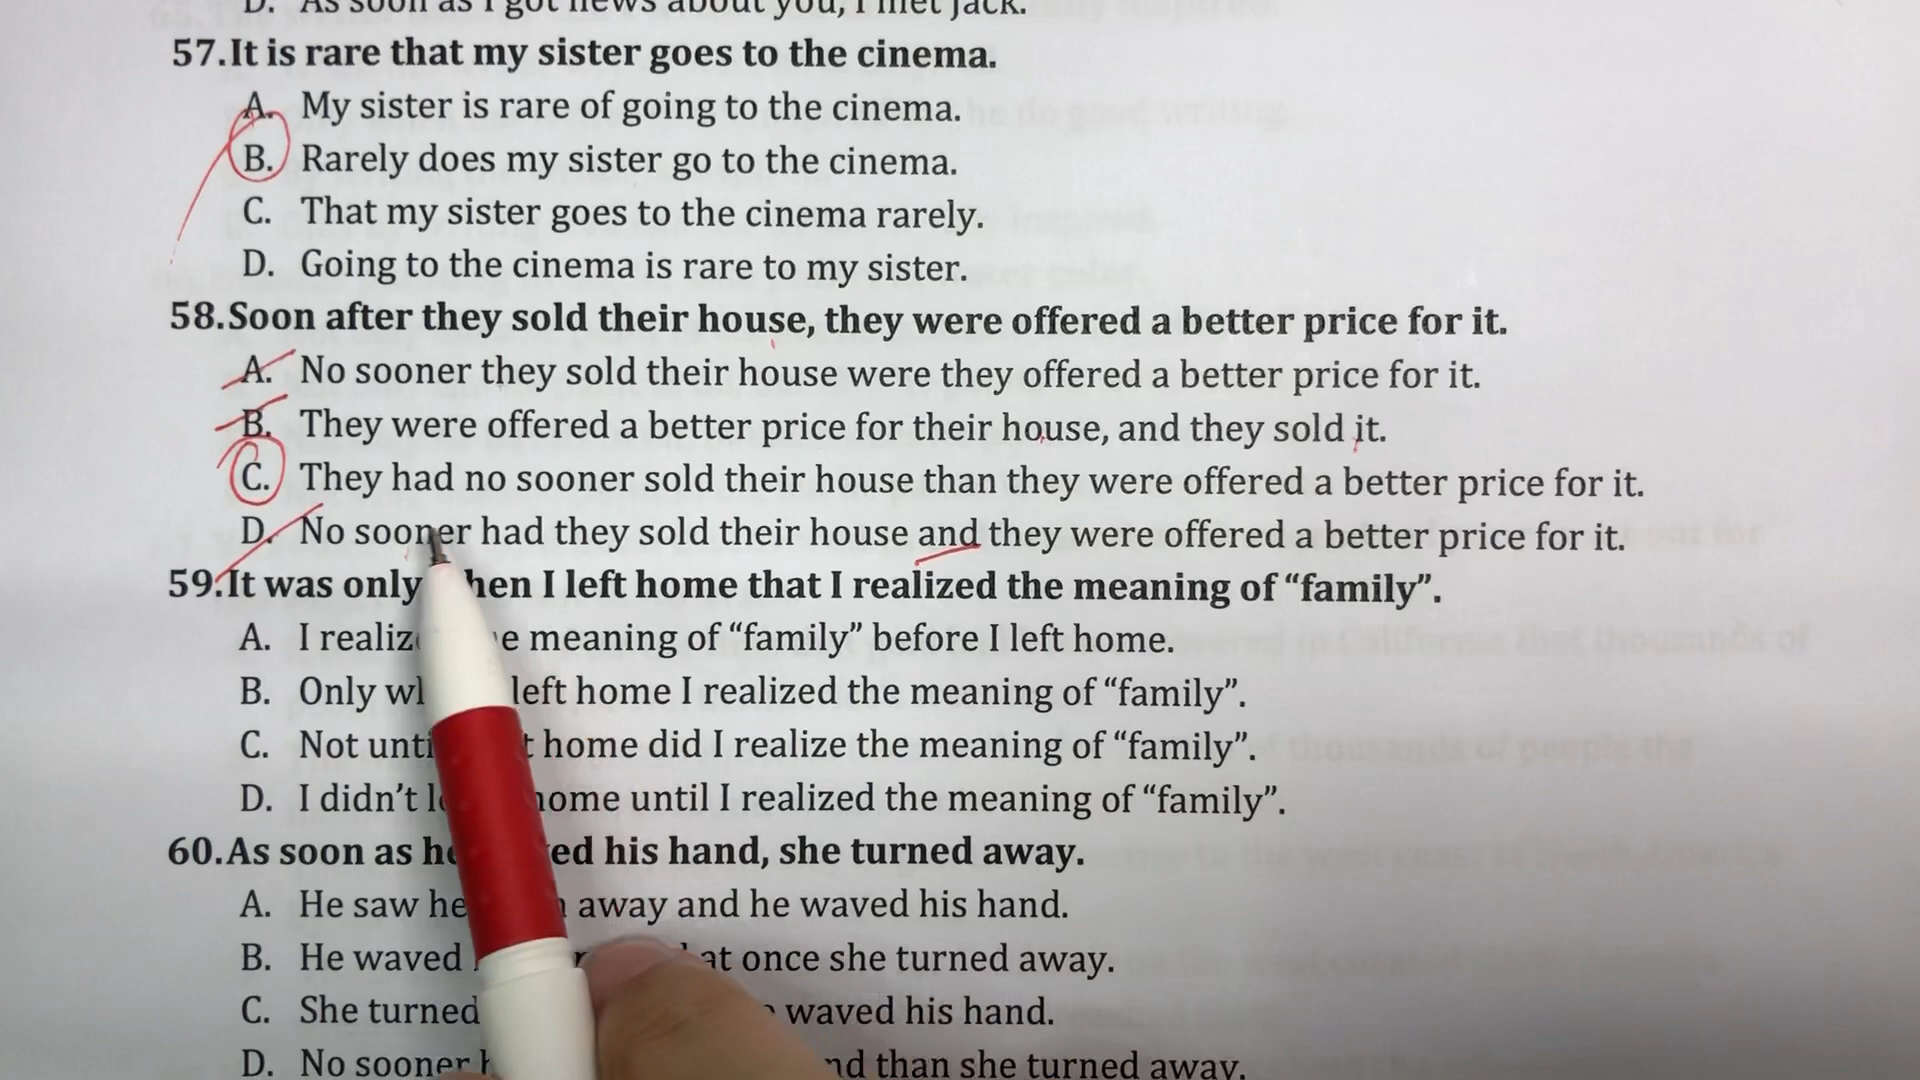 D. As soon as I got news about you, I met Jack.
57.It is rare that my sister goes to the cinema.
A. My sister is rare of going to the cinema.
B. Rarely does my sister go to the cinema.
C. That my sister goes to the cinema rarely.
D. Going to the cinema is rare to my sister.
58.Soon after they sold their house, they were offered a better price for it.
A. No sooner they sold their house were they offered a better price for it.
B. They were offered a better price for their house, and they sold it.
C. They had no sooner sold their house than they were offered a better price for it.
D. No sooner had they sold their house and they were offered a better price for it.
59.It was only when I left home that I realized the meaning of “family”.
A. I realiz e meaning of “family” before I left home.
B. Only left home I realized the meaning of “family”.
C. Not home did I realize the meaning of “family”.
D. I didn’t home until I realized the meaning of “family”.
60.As soon as his hand, she turned away.
A. He saw away and he waved his hand.
B. He waved at once she turned away.
C. She turned waved his hand.
D. No sooner than she turned away.